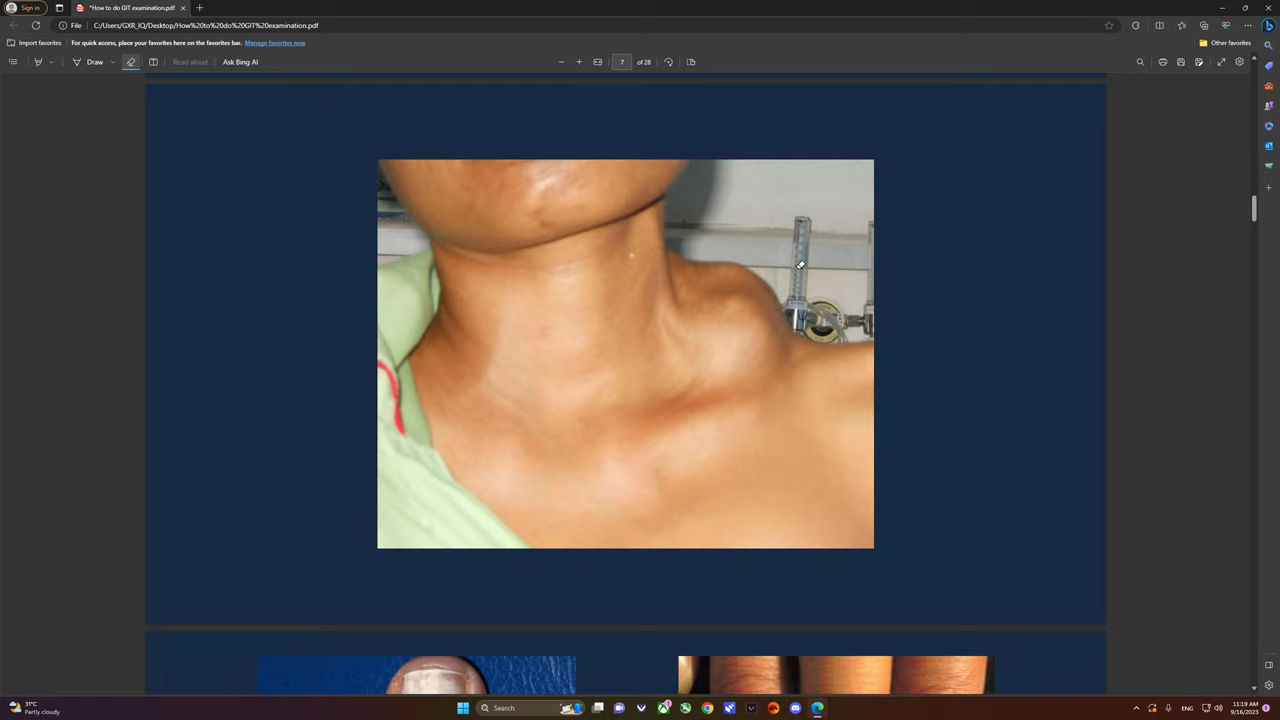 Sign in
*How to do GIT examination.pdf
File
C:/Users/GXR_IQ/Desktop/How%20to%20do%20GIT%20examination.pdf
Import favorites
For quick access, place your favorites here on the favorites bar. Manage favorites now
Other favorites
Draw
Read aloud
Ask Bing AI
7 of 28
31°C
Partly cloudy
Search
ENG
11:19 AM
9/16/2023